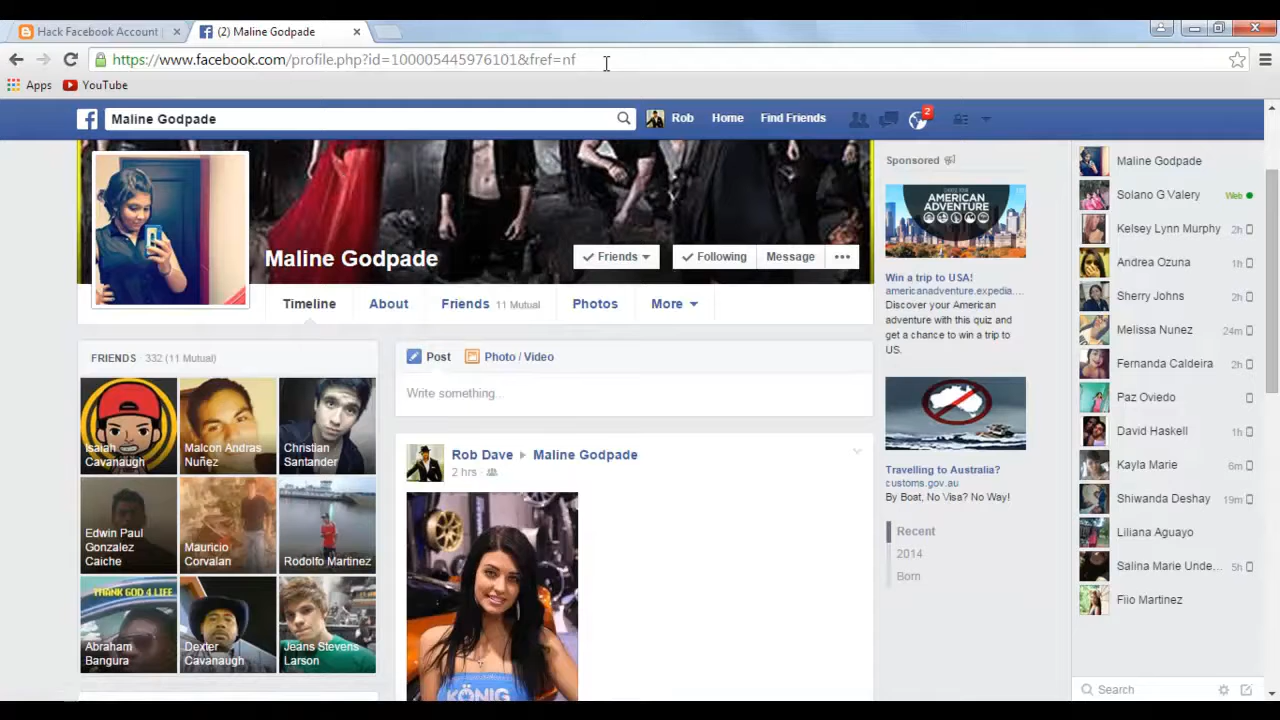 Hack Facebook Account
(2) Maline Godpade
https://www.facebook.com/profile.php?id=100005445976101&fref=nf
Apps YouTube
Maline Godpade
Rob Home Find Friends 2
Maline Godpade
Friends Following Message
Timeline About Friends 11 Mutual Photos More
FRIENDS · 332 (11 Mutual)
Isaiah Cavanaugh
Malcon Andras Nuñez
Christian Santander
Edwin Paul Gonzalez Caiche
Mauricio Corvalan
Rodolfo Martinez
THANK GOD 4 LIFE
Abraham Bangura
Dexter Cavanaugh
Jeans Stevens Larson
Post Photo / Video
Write something...
Rob Dave ▸ Maline Godpade
2 hrs ·
KÖNIG
Sponsored
AMERICAN
ADVENTURE
Win a trip to USA!
americanadventure.expedia....
Discover your American
adventure with this quiz and
get a chance to win a trip to
US.
Travelling to Australia?
customs.gov.au
By Boat, No Visa? No Way!
Recent
2014
Born
Maline Godpade
Solano G Valery Web
Kelsey Lynn Murphy 2h
Andrea Ozuna 1h
Sherry Johns 2h
Melissa Nunez 24m
Fernanda Caldeira 2h
Paz Oviedo
David Haskell 1h
Kayla Marie 6m
Shiwanda Deshay 19m
Liliana Aguayo
Salina Marie Unde... 5h
Fiio Martinez
Search